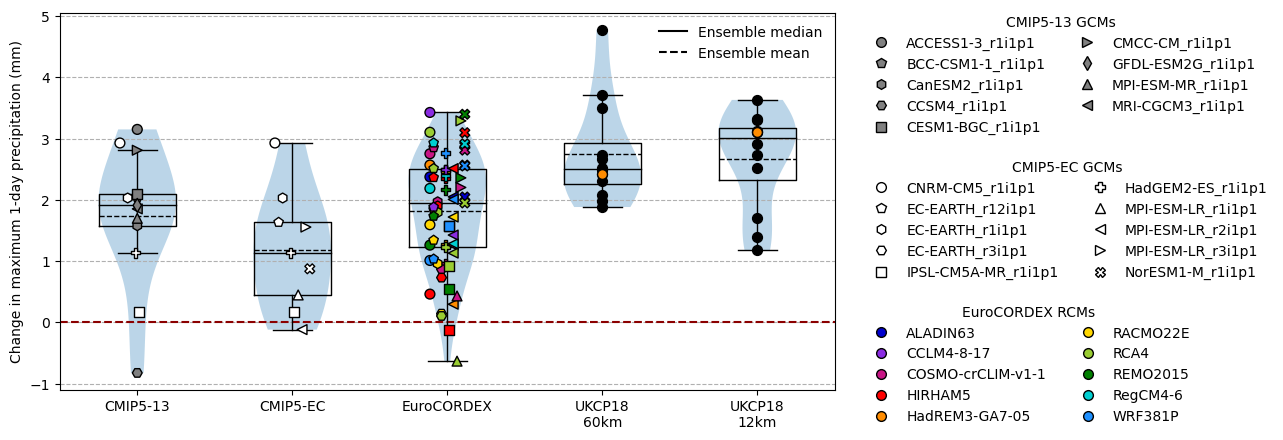 Change in maximum 1-day precipitation (mm)
5
4
3
2
1
0
−1
Ensemble median
Ensemble mean
CMIP5-13
CMIP5-EC
EuroCORDEX
UKCP18
60km
UKCP18
12km
CMIP5-13 GCMs
ACCESS1-3_r1i1p1
BCC-CSM1-1_r1i1p1
CanESM2_r1i1p1
CCSM4_r1i1p1
CESM1-BGC_r1i1p1
CMCC-CM_r1i1p1
GFDL-ESM2G_r1i1p1
MPI-ESM-MR_r1i1p1
MRI-CGCM3_r1i1p1
CMIP5-EC GCMs
CNRM-CM5_r1i1p1
EC-EARTH_r12i1p1
EC-EARTH_r1i1p1
EC-EARTH_r3i1p1
IPSL-CM5A-MR_r1i1p1
HadGEM2-ES_r1i1p1
MPI-ESM-LR_r1i1p1
MPI-ESM-LR_r2i1p1
MPI-ESM-LR_r3i1p1
NorESM1-M_r1i1p1
EuroCORDEX RCMs
ALADIN63
CCLM4-8-17
COSMO-crCLIM-v1-1
HIRHAM5
HadREM3-GA7-05
RACMO22E
RCA4
REMO2015
RegCM4-6
WRF381P